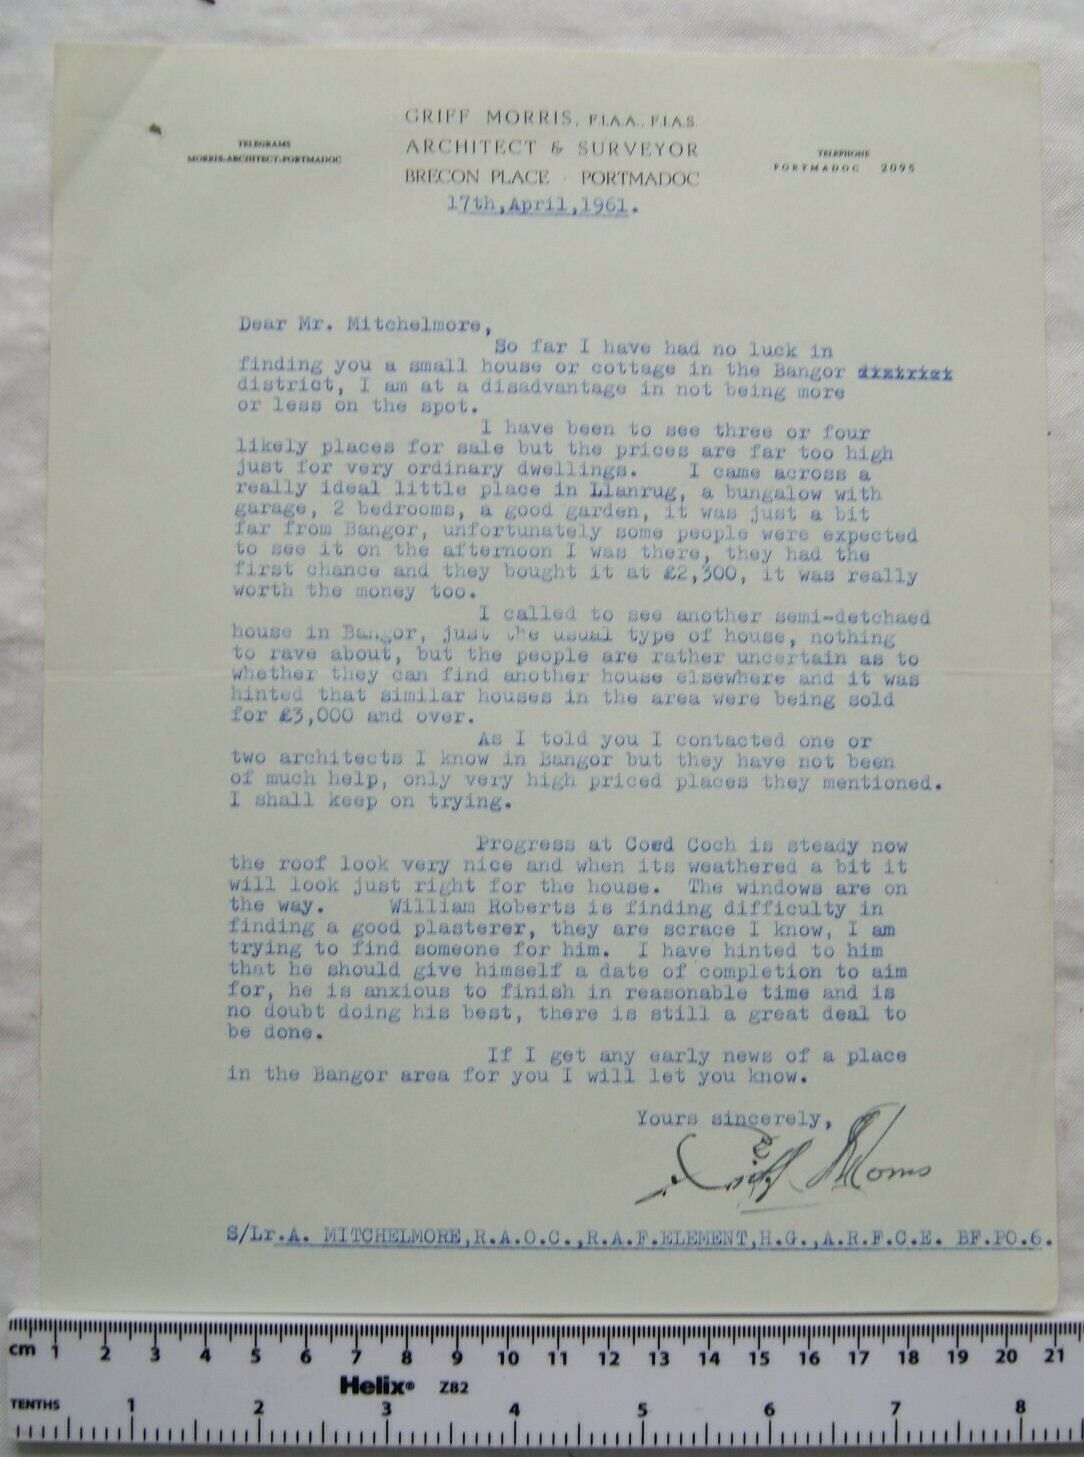 GRIFF MORRIS, F.I.A.A., F.I.A.S.
TELEGRAMS
MORRIS-ARCHITECT-PORTMADOC
ARCHITECT & SURVEYOR
TELEPHONE
PORTMADOC 2095
BRECON PLACE · PORTMADOC
17th,April,1961.
Dear Mr. Mitchelmore,
So far I have had no luck in
finding you a small house or cottage in the Bangor
district, I am at a disadvantage in not being more
or less on the spot.
I have been to see three or four
likely places for sale but the prices are far too high
just for very ordinary dwellings. I came across a
really ideal little place in Llanrug, a bungalow with
garage, 2 bedrooms, a good garden, it was just a bit
far from Bangor, unfortunately some people were expected
to see it on the afternoon I was there, they had the
first chance and they bought it at £2,300, it was really
worth the money too.
I called to see another semi-detchaed
house in Bangor, just the usual type of house, nothing
to rave about, but the people are rather uncertain as to
whether they can find another house elsewhere and it was
hinted that similar houses in the area were being sold
for £3,000 and over.
As I told you I contacted one or
two architects I know in Bangor but they have not been
of much help, only very high priced places they mentioned.
I shall keep on trying.
Progress at Coed Coch is steady now
the roof look very nice and when its weathered a bit it
will look just right for the house. The windows are on
the way. William Roberts is finding difficulty in
finding a good plasterer, they are scrace I know, I am
trying to find someone for him. I have hinted to him
that he should give himself a date of completion to aim
for, he is anxious to finish in reasonable time and is
no doubt doing his best, there is still a great deal to
be done.
If I get any early news of a place
in the Bangor area for you I will let you know.
Yours sincerely,
Griff Morris
S/Lr.A. MITCHELMORE,R.A.O.C.,R.A.F.ELEMENT,H.G.,A.R.F.C.E. BF.PO.6.
cm 1 2 3 4 5 6 7 8 9 10 11 12 13 14 15 16 17 18 19 20 21
Helix® Z82
TENTHS 1 2 3 4 5 6 7 8